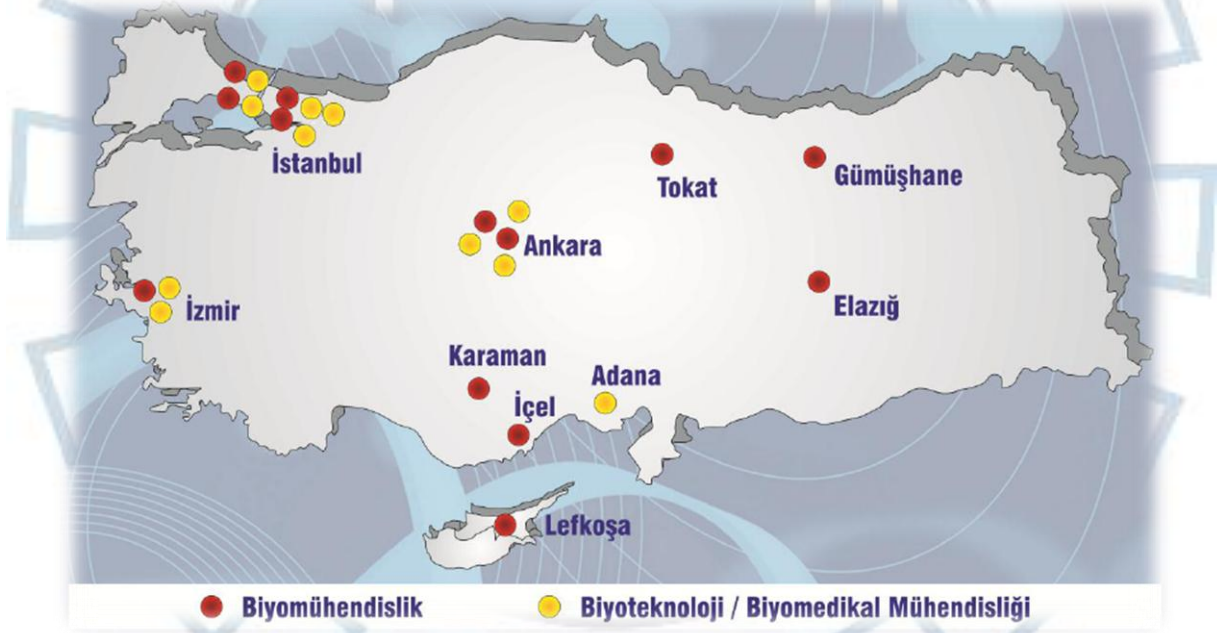 İstanbul
Tokat
Gümüşhane
Ankara
İzmir
Elazığ
Karaman
Adana
İçel
Lefkoşa
Biyomühendislik
Biyoteknoloji / Biyomedikal Mühendisliği